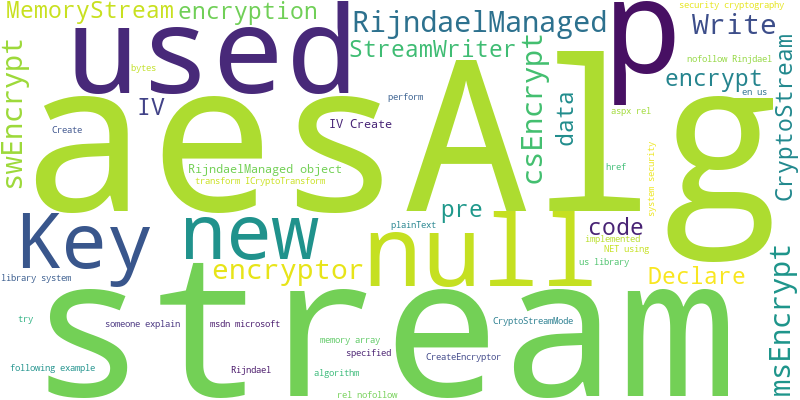 MemoryStream
encryption
used
RijndaelManaged
p
security cryptography
Write
StreamWriter
nofollow Rinjdael
bytes
encrypt
en us
swEncrypt
aesAlg
IV
perform
csEncrypt
data
CryptoStream
aspx rel
Create
IV Create
RijndaelManaged object
transform ICryptoTransform
href
system security
Key
new
pre
plainText
null
code
implemented
NET using
us library
encryptor
Declare
library system
stream
msEncrypt
try
someone explain
msdn microsoft
CryptoStreamMode
memory array
specified
CreateEncryptor
following example
Rijndael
algorithm
rel nofollow